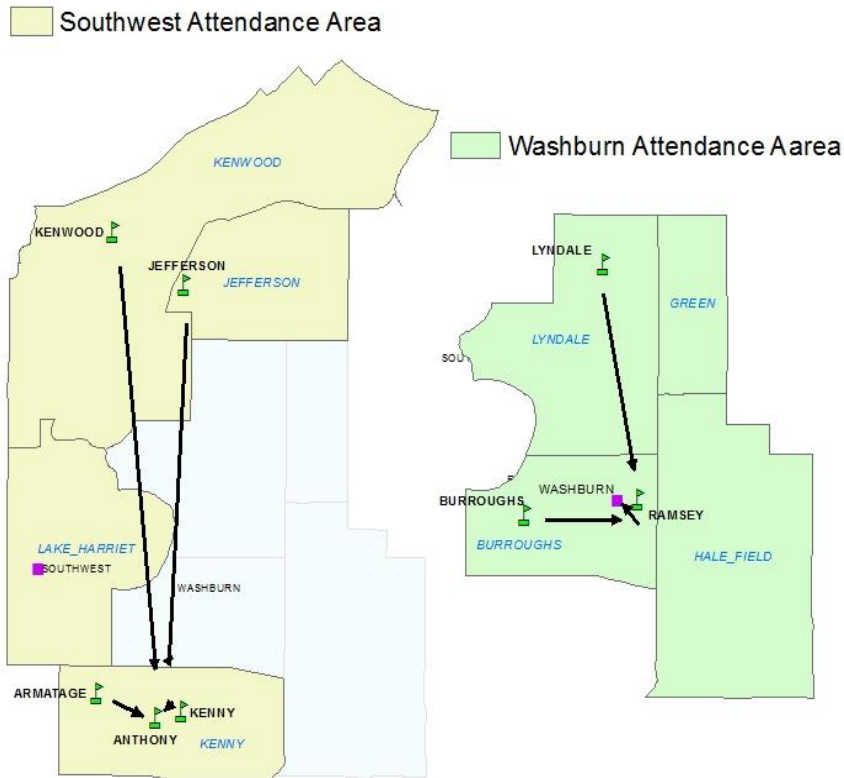 Southwest Attendance Area
KENWOOD
KENWOOD
JEFFERSON
JEFFERSON
LAKE_HARRIET
SOUTHWEST
WASHBURN
ARMATAGE
KENNY
ANTHONY
KENNY
Washburn Attendance Aarea
LYNDALE
GREEN
LYNDALE
WASHBURN
BURROUGHS
RAMSEY
BURROUGHS
HALE_FIELD